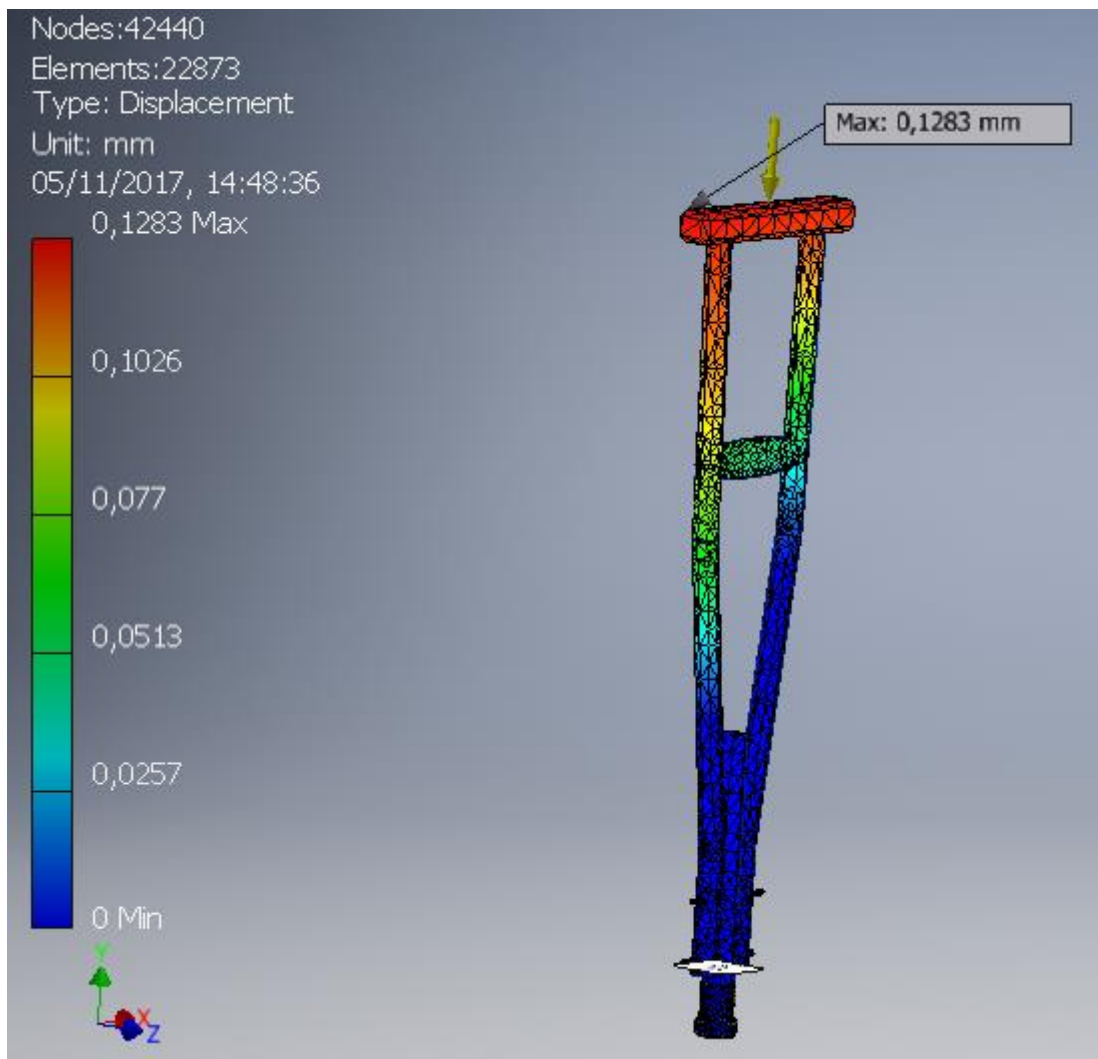 Nodes:42440
Elements:22873
Type: Displacement
Unit: mm
05/11/2017, 14:48:36
0,1283 Max
Max: 0,1283 mm
0,1026
0,077
0,0513
0,0257
0 Min
Y
X
Z